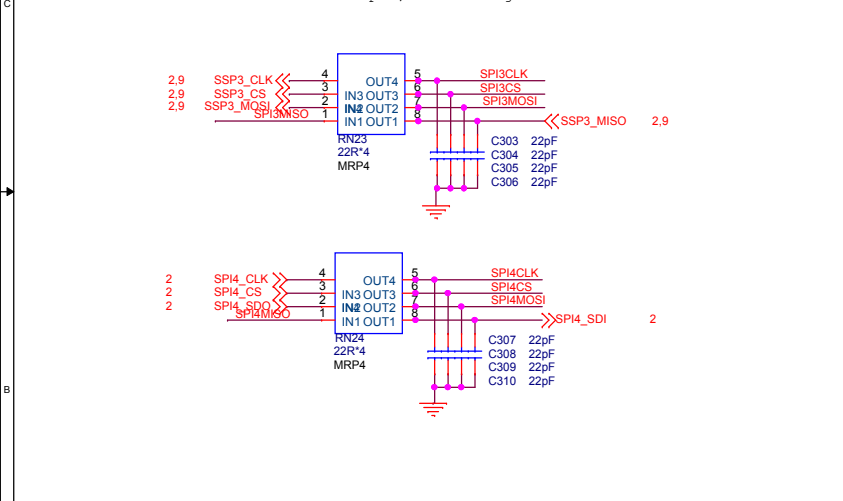 C
4
5
2,9 SSP3_CLK OUT4 SPI3CLK
3
6
2,9 SSP3_CS IN3 OUT3 SPI3CS
2
7
2,9 SSP3_MOSI IN2 OUT2 SPI3MOSI
SPI3MISO 1 IN1 OUT1 8 SSP3_MISO 2,9
RN23
22R*4
MRP4
C303 22pF
C304 22pF
C305 22pF
C306 22pF
4
5
2 SPI4_CLK OUT4 SPI4CLK
3
6
2 SPI4_CS IN3 OUT3 SPI4CS
2
7
2 SPI4_SDO IN2 OUT2 SPI4MOSI
SPI4MISO 1 IN1 OUT1 8 SPI4_SDI 2
RN24
22R*4
MRP4
C307 22pF
C308 22pF
C309 22pF
C310 22pF
B